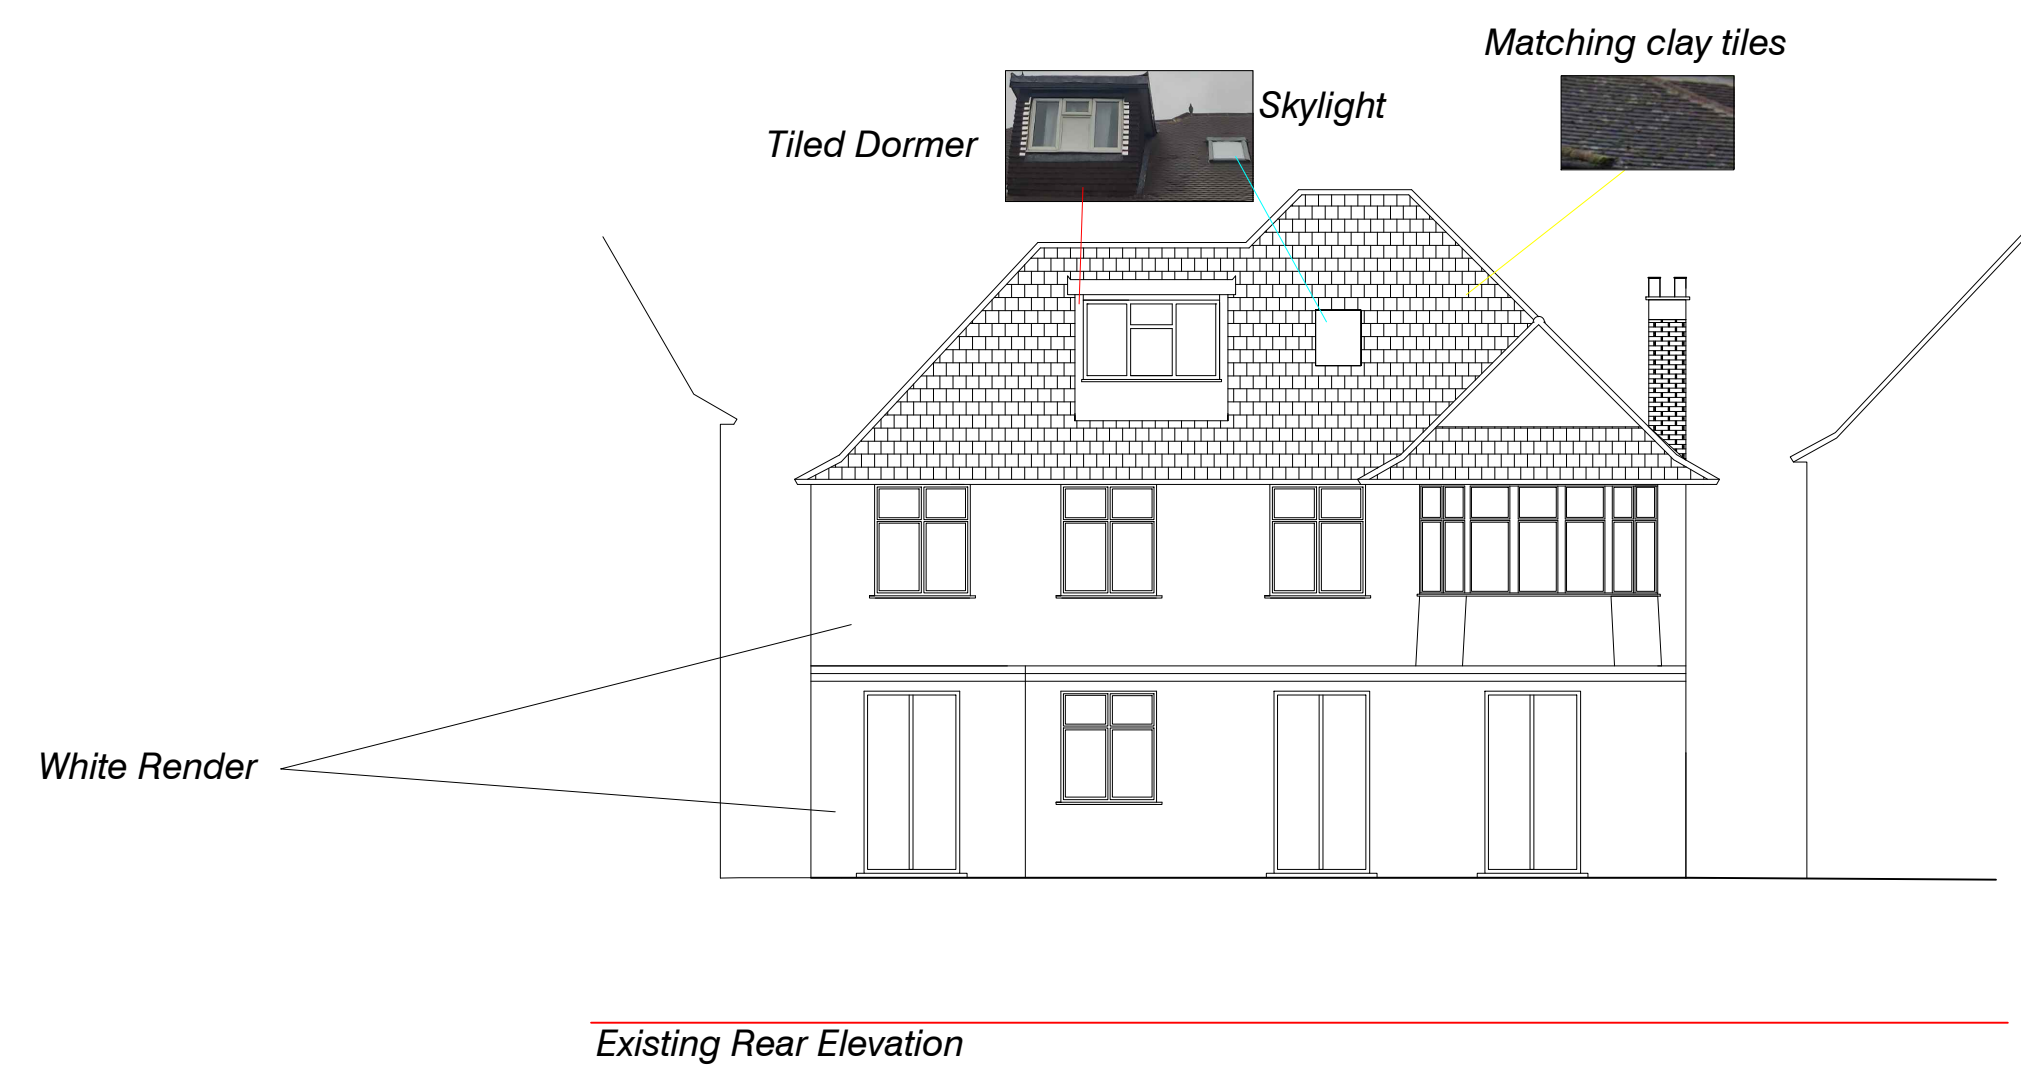 Matching clay tiles
Skylight
Tiled Dormer
White Render
Existing Rear Elevation